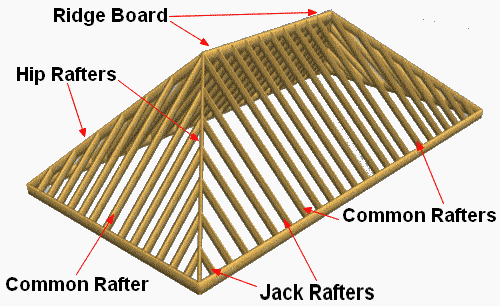 Ridge Board
Hip Rafters
Common Rafters
Common Rafter
Jack Rafters